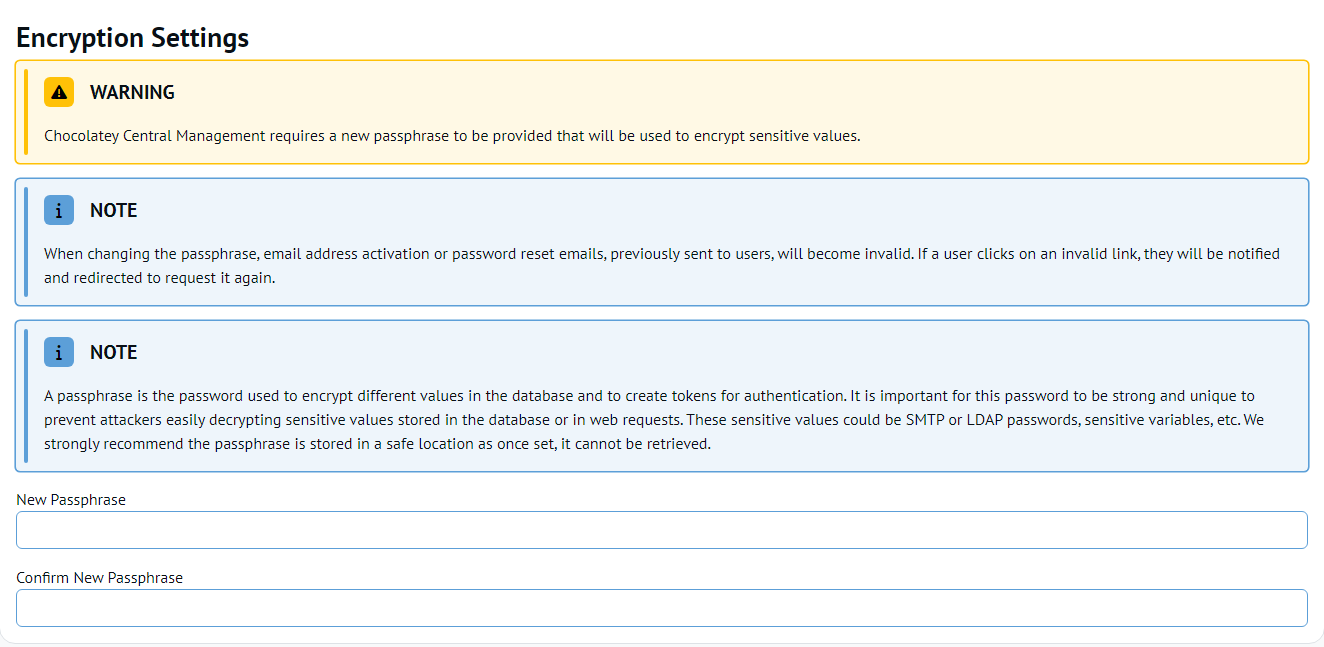 Encryption Settings
WARNING
Chocolatey Central Management requires a new passphrase to be provided that will be used to encrypt sensitive values.
i NOTE
When changing the passphrase, email address activation or password reset emails, previously sent to users, will become invalid. If a user clicks on an invalid link, they will be notified
and redirected to request it again.
i NOTE
A passphrase is the password used to encrypt different values in the database and to create tokens for authentication. It is important for this password to be strong and unique to
prevent attackers easily decrypting sensitive values stored in the database or in web requests. These sensitive values could be SMTP or LDAP passwords, sensitive variables, etc. We
strongly recommend the passphrase is stored in a safe location as once set, it cannot be retrieved.
New Passphrase
Confirm New Passphrase